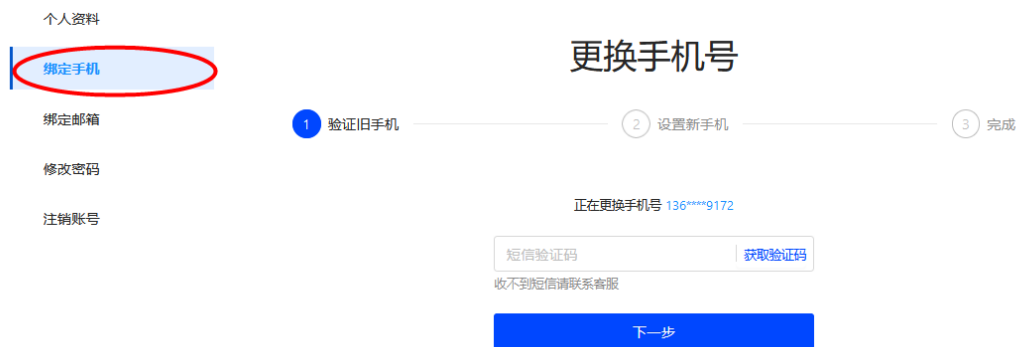 个人资料
绑定手机
绑定邮箱
修改密码
注销账号
更换手机号
1 验证旧手机
2 设置新手机
3 完成
正在更换手机号 136****9172
短信验证码 获取验证码
收不到短信请联系客服
下一步